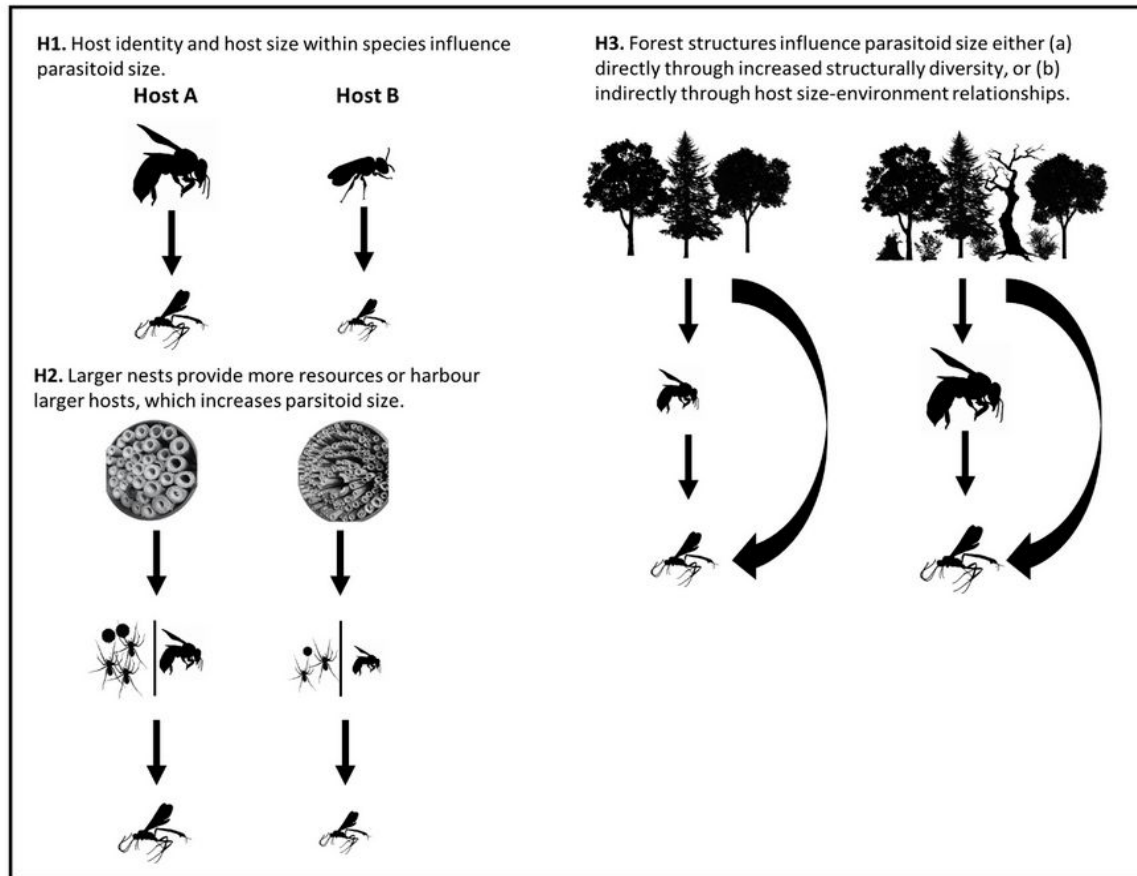 H1. Host identity and host size within species influence
parasitoid size.
Host A
Host B
H2. Larger nests provide more resources or harbour
larger hosts, which increases parsitoid size.
H3. Forest structures influence parasitoid size either (a)
directly through increased structurally diversity, or (b)
indirectly through host size-environment relationships.